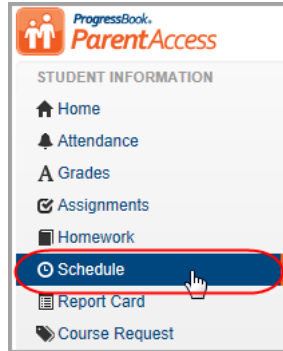 ProgressBook.
ParentAccess
STUDENT INFORMATION
Home
Attendance
Grades
Assignments
Homework
Schedule
Report Card
Course Request